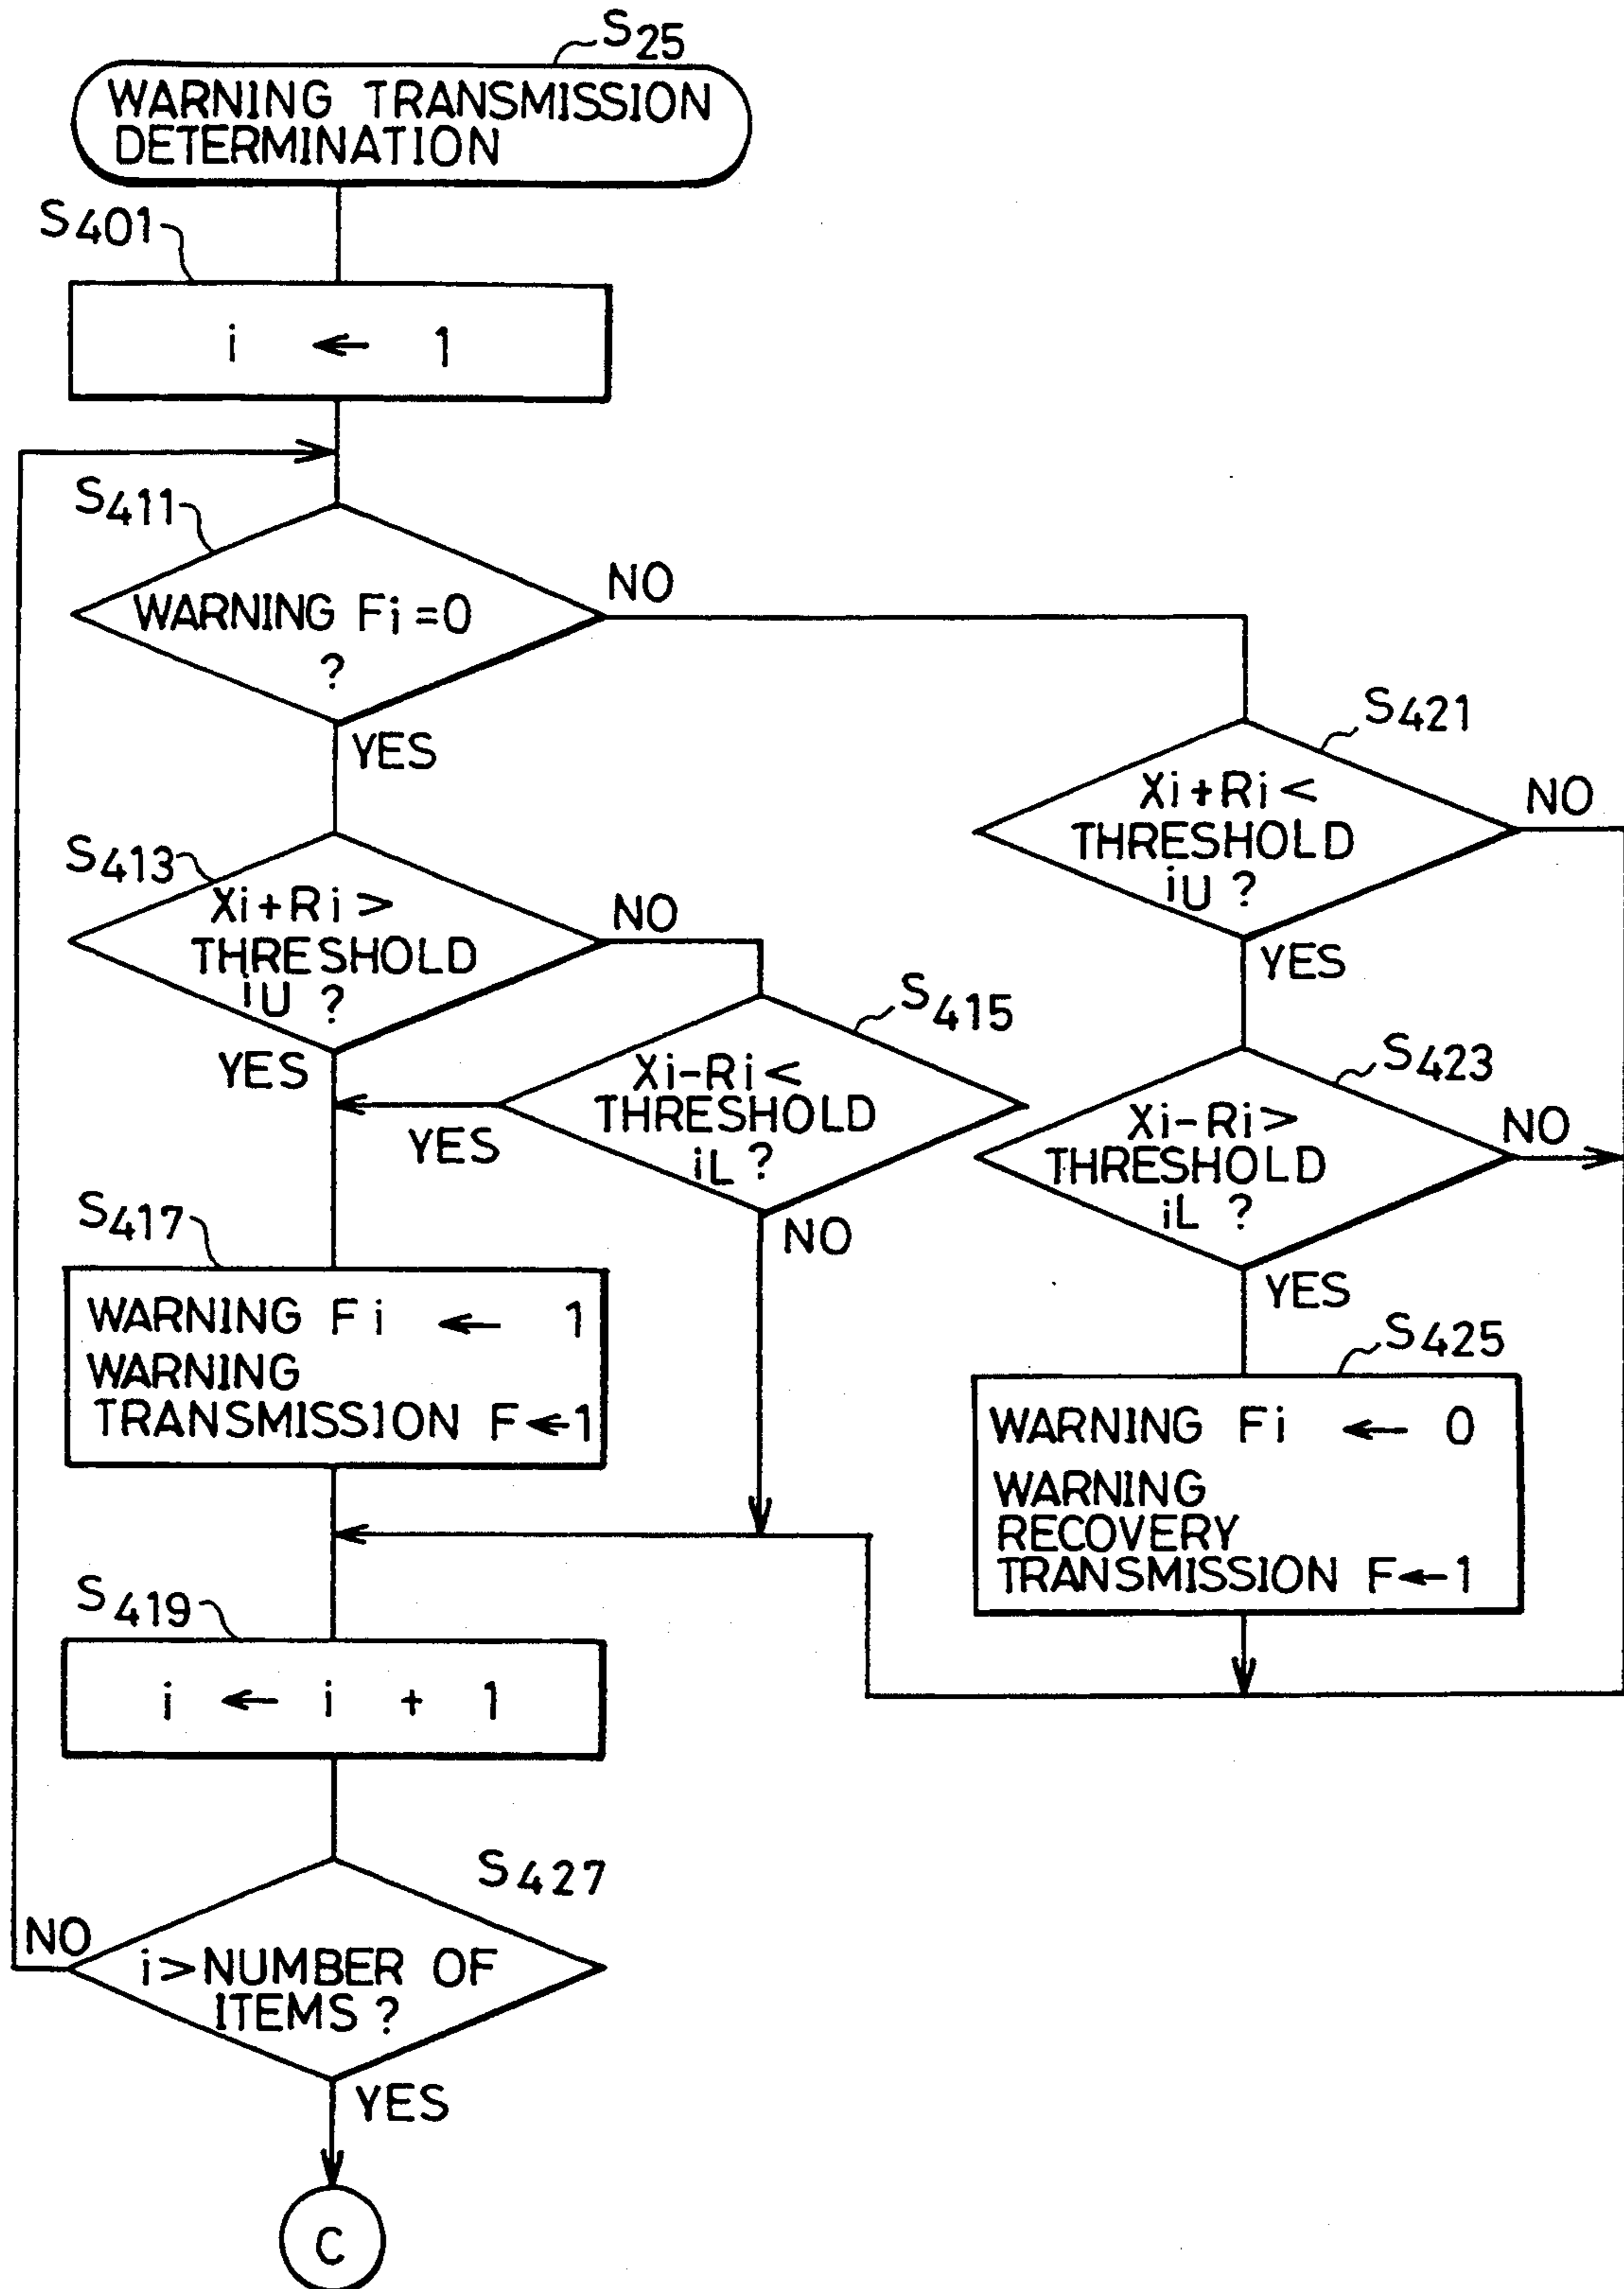 S25
WARNING TRANSMISSION
DETERMINATION
S401
i ← 1
S411
WARNING Fi=0
?
NO
YES
S413
Xi+Ri>
THRESHOLD
iU ?
NO
YES
S415
Xi-Ri<
THRESHOLD
iL ?
YES
NO
S417
WARNING Fi ← 1
WARNING
TRANSMISSION F←1
S421
Xi+Ri<
THRESHOLD
iU ?
NO
YES
S423
Xi-Ri>
THRESHOLD
iL ?
NO
YES
S425
WARNING Fi ← 0
WARNING
RECOVERY
TRANSMISSION F←1
S419
i ← i + 1
S427
i>NUMBER OF
ITEMS ?
NO
YES
C